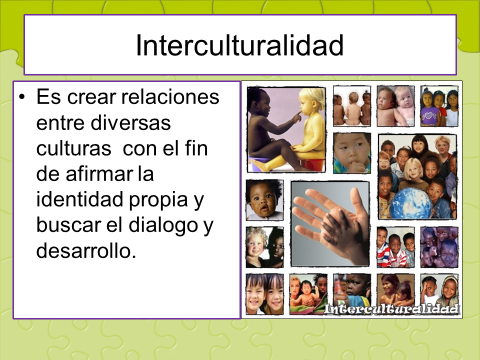 Interculturalidad
• Es crear relaciones
entre diversas
culturas  con el fin
de afirmar la
identidad propia y
buscar el dialogo y
desarrollo.
Interculturalidad